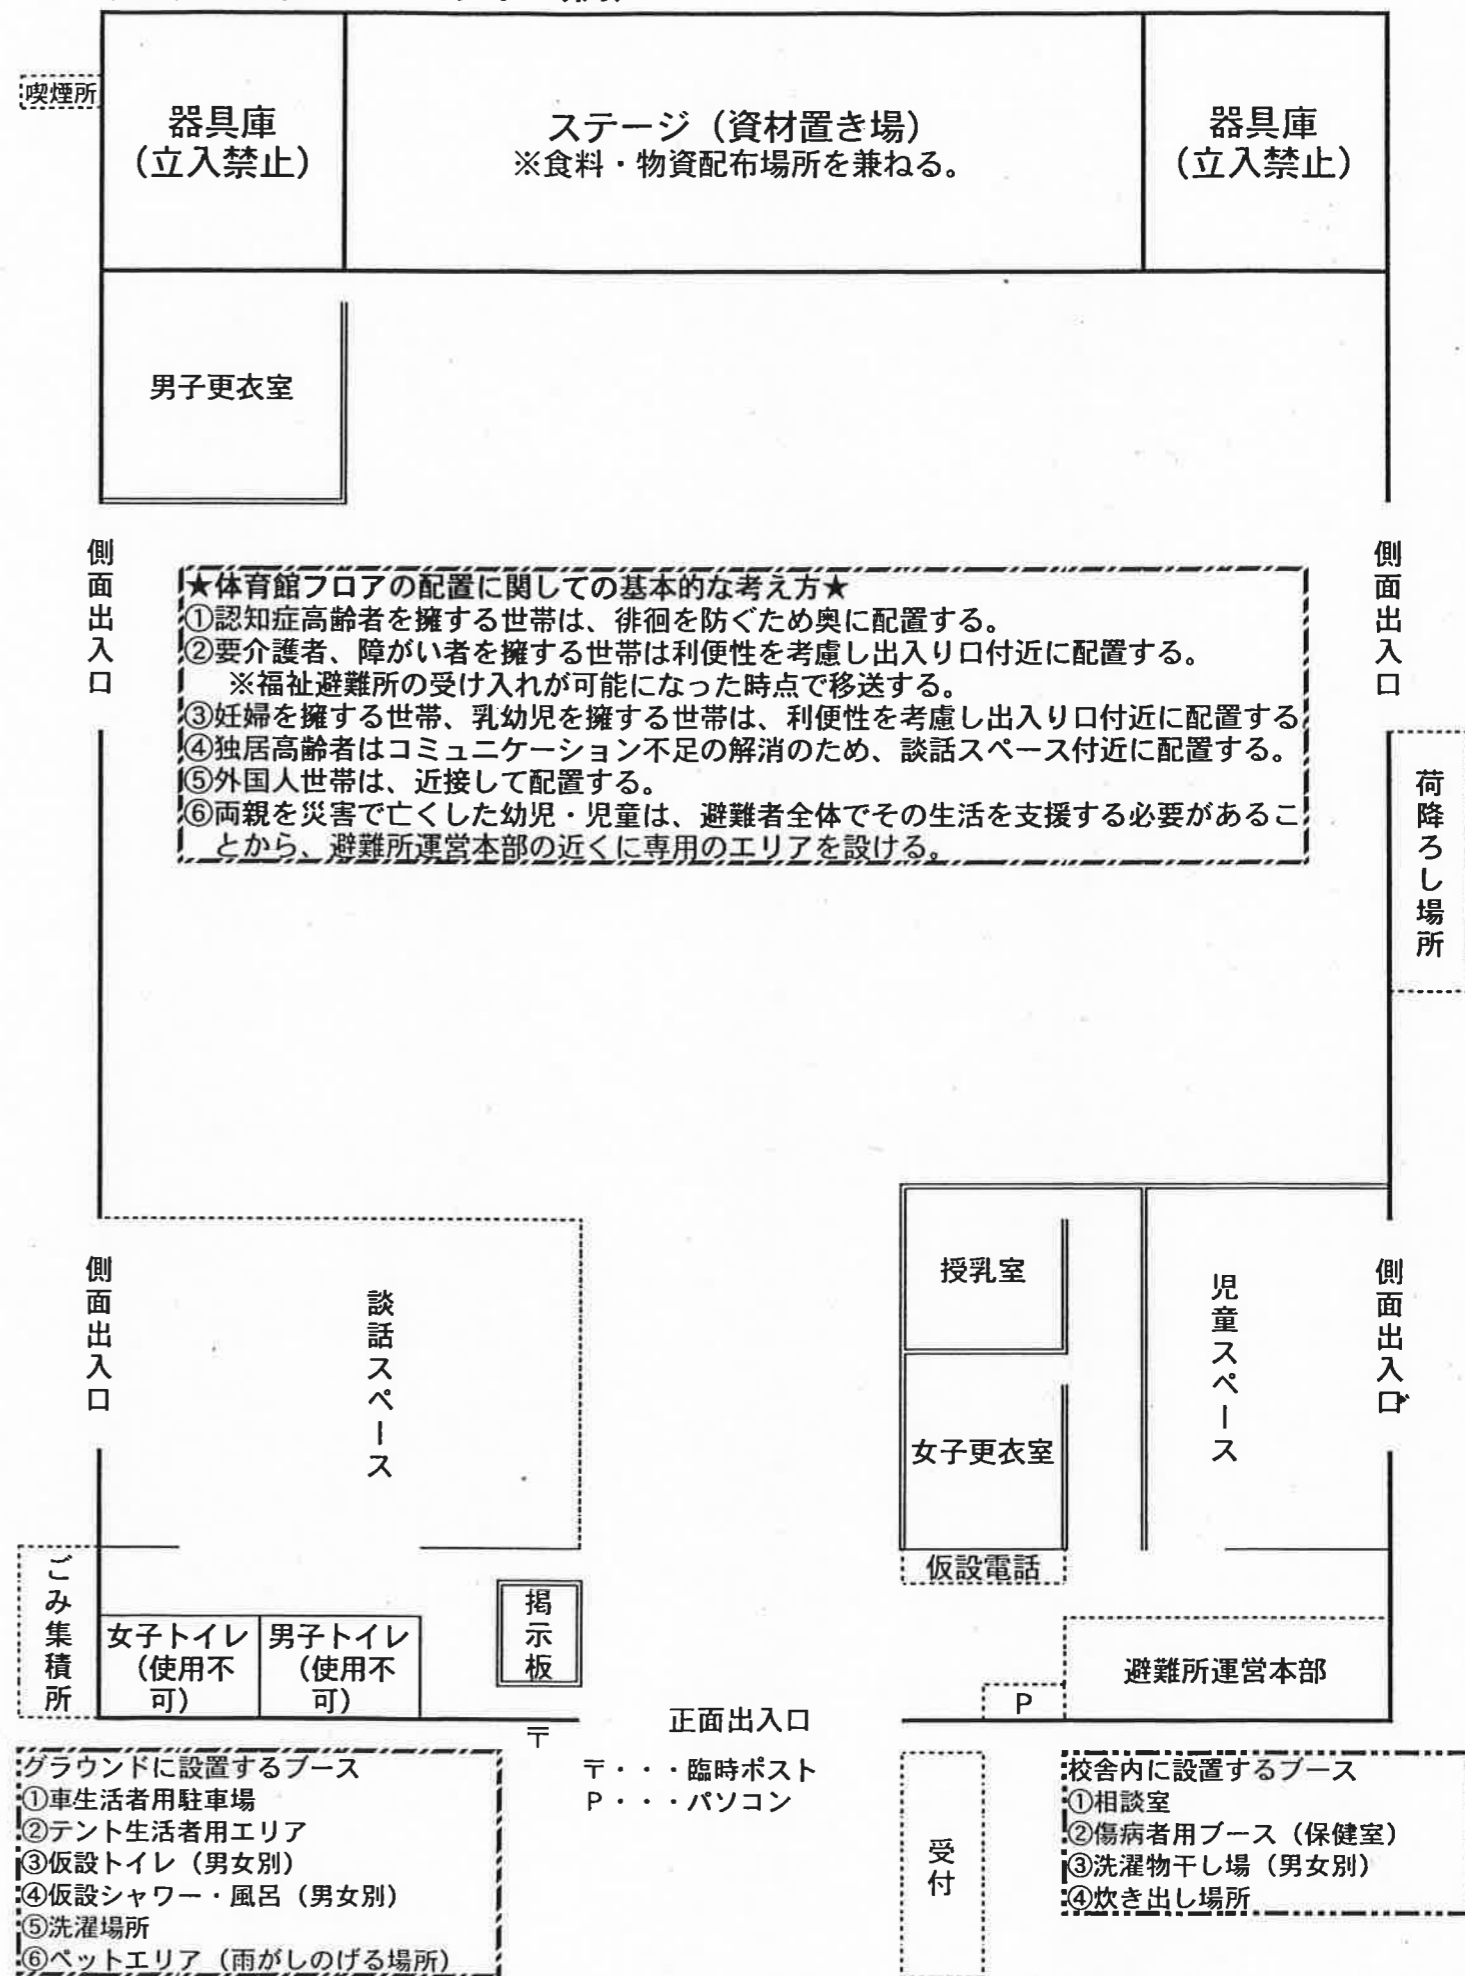 喫煙所
器具庫
（立入禁止）
ステージ（資材置き場）
※食料・物資配布場所を兼ねる。
器具庫
（立入禁止）
男子更衣室
側面出入口
側面出入口
★体育館フロアの配置に関しての基本的な考え方★
①認知症高齢者を擁する世帯は、徘徊を防ぐため奥に配置する。
②要介護者、障がい者を擁する世帯は利便性を考慮し出入り口付近に配置する。
※福祉避難所の受け入れが可能になった時点で移送する。
③妊婦を擁する世帯、乳幼児を擁する世帯は、利便性を考慮し出入り口付近に配置する
④独居高齢者はコミュニケーション不足の解消のため、談話スペース付近に配置する。
⑤外国人世帯は、近接して配置する。
⑥両親を災害で亡くした幼児・児童は、避難者全体でその生活を支援する必要があるこ
とから、避難所運営本部の近くに専用のエリアを設ける。
荷降ろし場所
側面出入口
談話スペース
授乳室
児童スペース
側面出入口
女子更衣室
仮設電話
ごみ集積所
女子トイレ
（使用不
可）
男子トイレ
（使用不
可）
掲示板
避難所運営本部
P
正面出入口
〒
〒・・・臨時ポスト
P・・・パソコン
グラウンドに設置するブース
①車生活者用駐車場
②テント生活者用エリア
③仮設トイレ（男女別）
④仮設シャワー・風呂（男女別）
⑤洗濯場所
⑥ペットエリア（雨がしのげる場所）
受付
校舎内に設置するブース
①相談室
②傷病者用ブース（保健室）
③洗濯物干し場（男女別）
④炊き出し場所